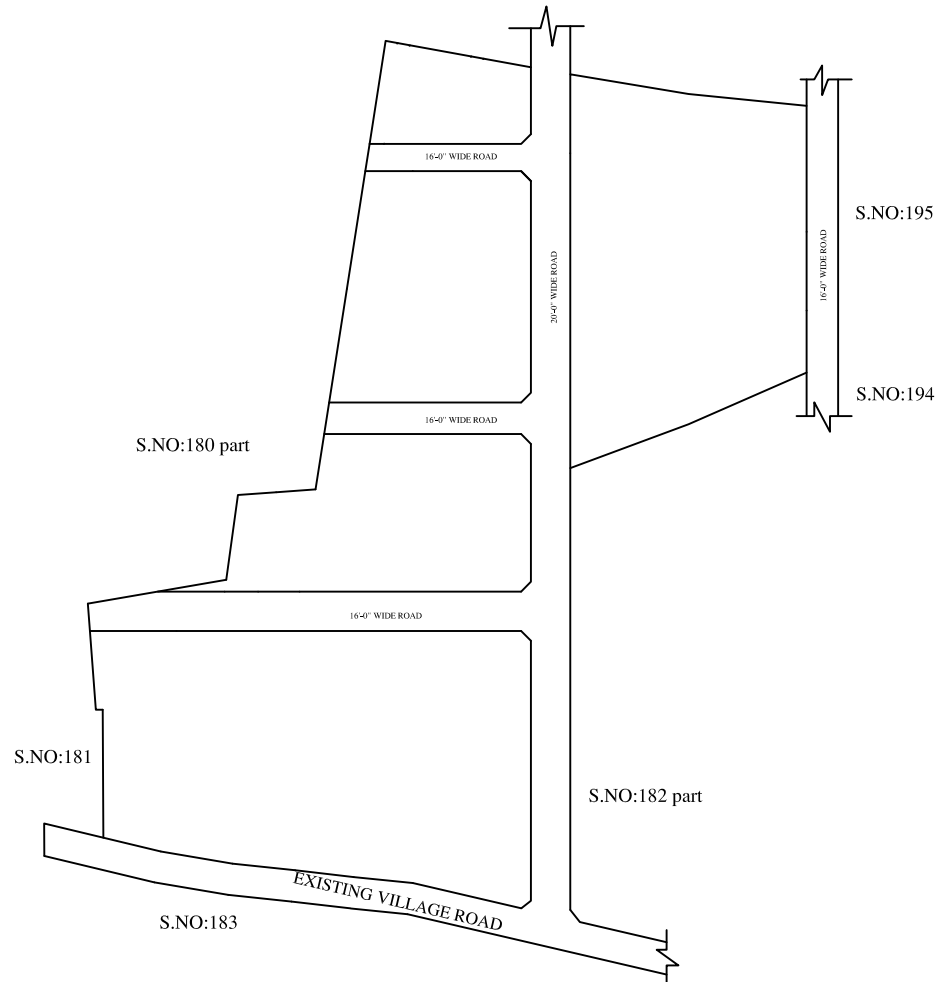 16'-0" WIDE ROAD
S.NO:195
20'-0" WIDE ROAD
16'-0" WIDE ROAD
S.NO:194
16'-0" WIDE ROAD
S.NO:180 part
16'-0" WIDE ROAD
S.NO:181
S.NO:182 part
EXISTING VILLAGE ROAD
S.NO:183